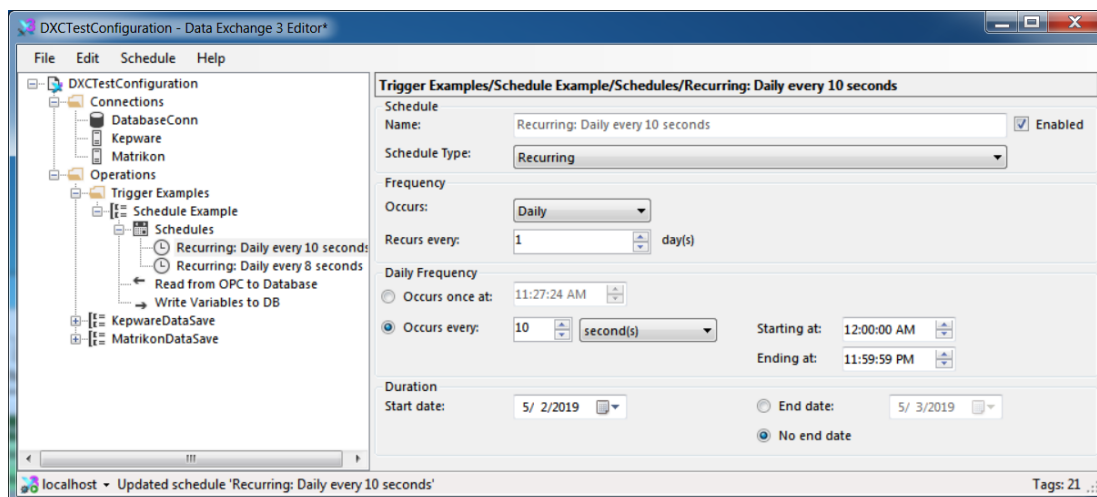 DXCTestConfiguration - Data Exchange 3 Editor*
File Edit Schedule Help
DXCTestConfiguration
Connections
DatabaseConn
Kepware
Matrikon
Operations
Trigger Examples
Schedule Example
Schedules
Recurring: Daily every 10 seconds
Recurring: Daily every 8 seconds
Read from OPC to Database
Write Variables to DB
KepwareDataSave
MatrikonDataSave
Trigger Examples/Schedule Example/Schedules/Recurring: Daily every 10 seconds
Schedule
Name: Recurring: Daily every 10 seconds Enabled
Schedule Type: Recurring
Frequency
Occurs: Daily
Recurs every: 1 day(s)
Daily Frequency
Occurs once at: 11:27:24 AM
Occurs every: 10 second(s) Starting at: 12:00:00 AM
Ending at: 11:59:59 PM
Duration
Start date: 5/ 2/2019 End date: 5/ 3/2019
No end date
localhost Updated schedule 'Recurring: Daily every 10 seconds' Tags: 21